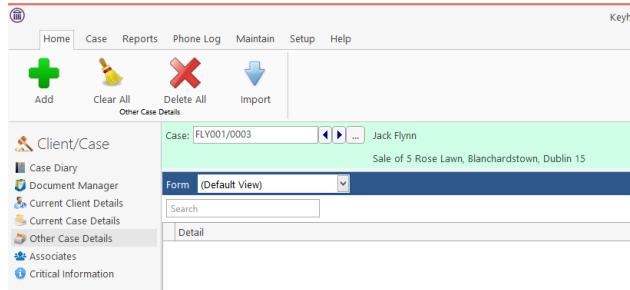 Keyh
Home Case Reports Phone Log Maintain Setup Help
Add Clear All Delete All Import
Other Case Details
Client/Case
Case Diary
Document Manager
Current Client Details
Current Case Details
Other Case Details
Associates
Critical Information
Case: FLY001/0003 ... Jack Flynn
Sale of 5 Rose Lawn, Blanchardstown, Dublin 15
Form (Default View)
Search
Detail